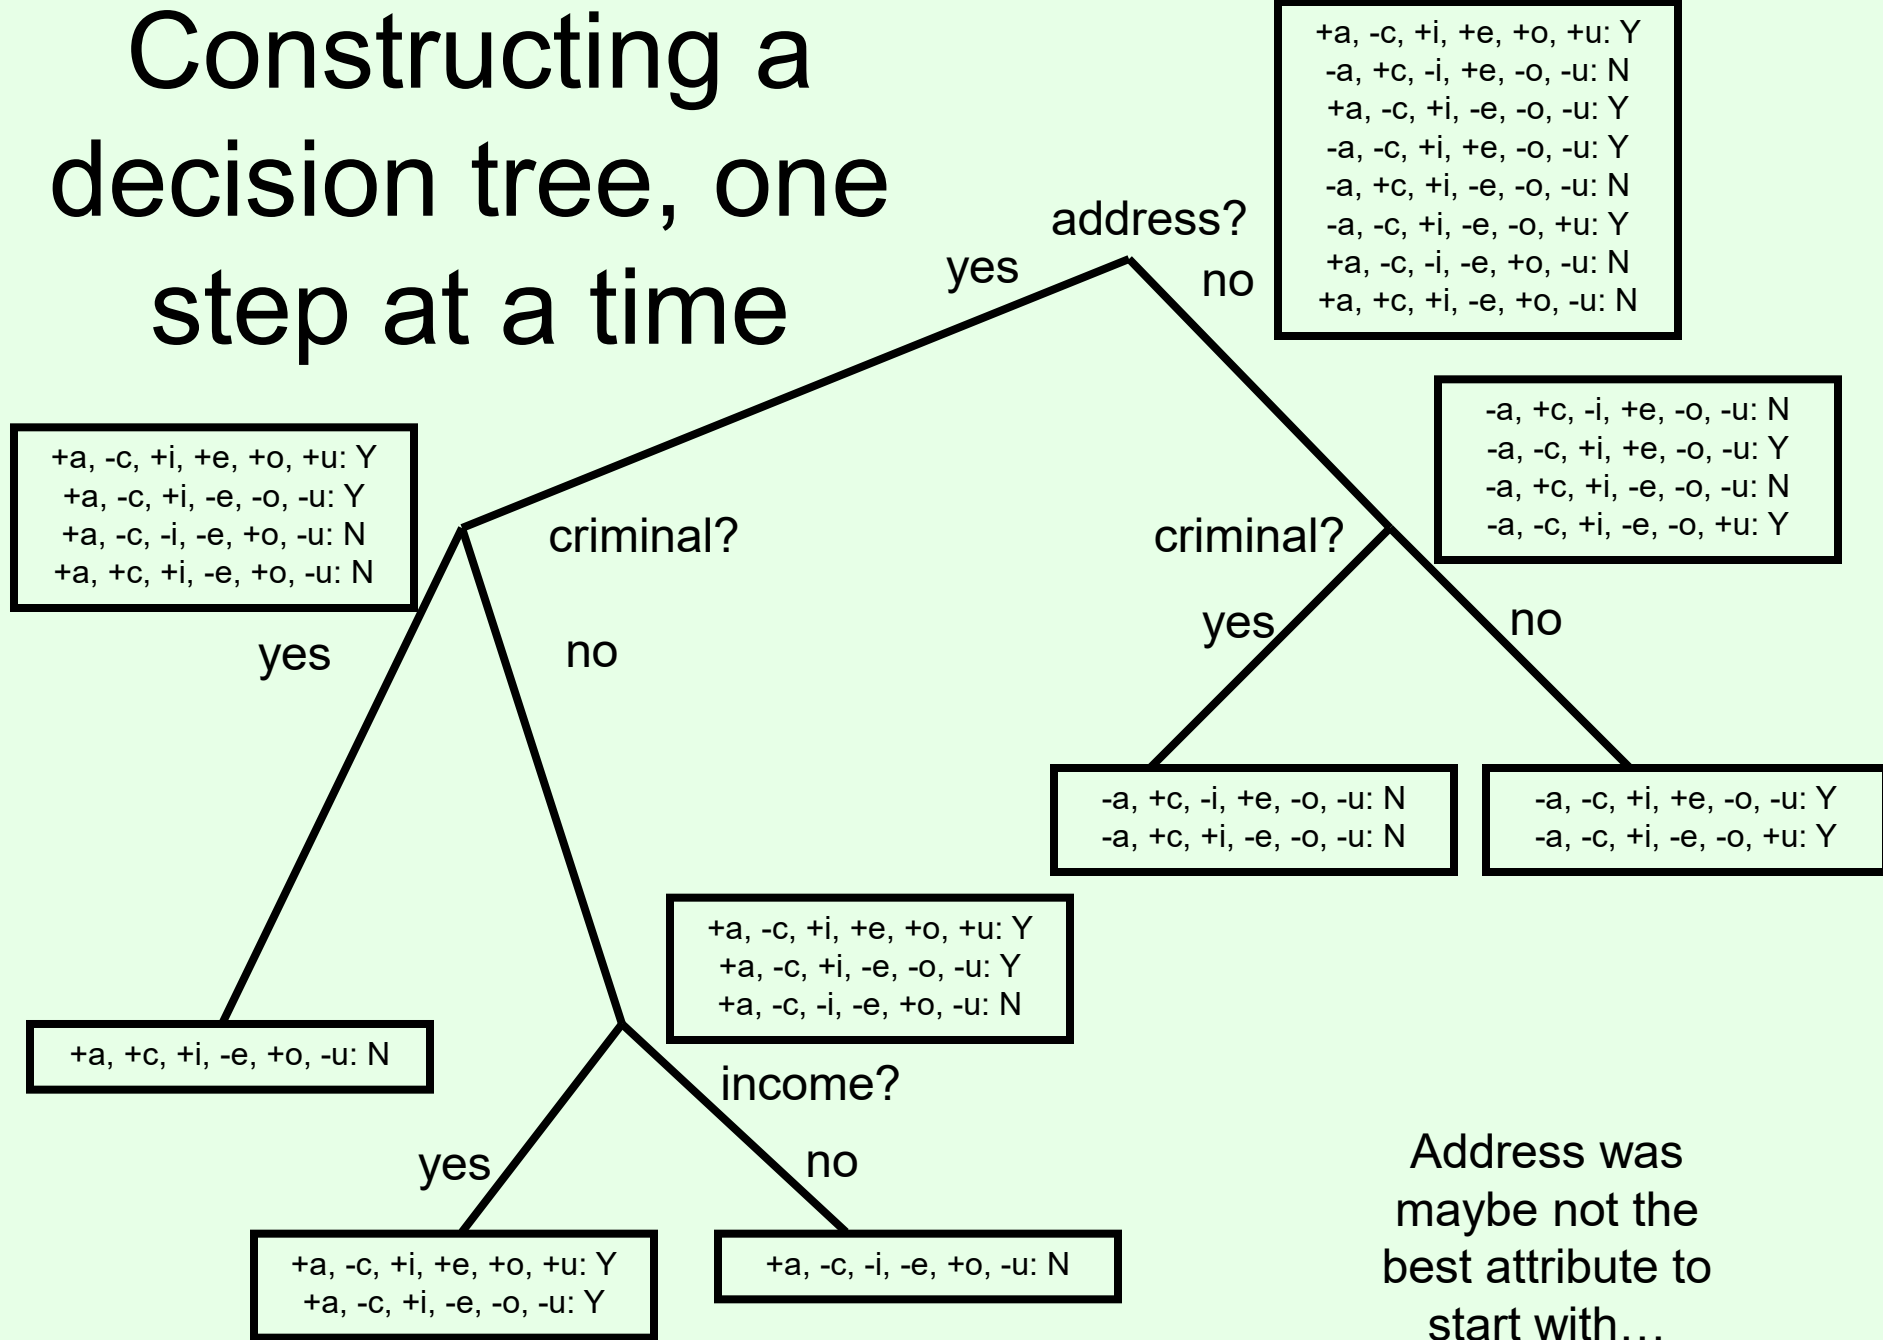 Constructing a
decision tree, one
step at a time
+a, -c, +i, +e, +o, +u: Y
-a, +c, -i, +e, -o, -u: N
+a, -c, +i, -e, -o, -u: Y
-a, -c, +i, +e, -o, -u: Y
-a, +c, +i, -e, -o, -u: N
-a, -c, +i, -e, -o, +u: Y
+a, -c, -i, -e, +o, -u: N
+a, +c, +i, -e, +o, -u: N
address?
yes
no
+a, -c, +i, +e, +o, +u: Y
+a, -c, +i, -e, -o, -u: Y
+a, -c, -i, -e, +o, -u: N
+a, +c, +i, -e, +o, -u: N
-a, +c, -i, +e, -o, -u: N
-a, -c, +i, +e, -o, -u: Y
-a, +c, +i, -e, -o, -u: N
-a, -c, +i, -e, -o, +u: Y
criminal?
criminal?
yes
no
yes
no
-a, +c, -i, +e, -o, -u: N
-a, +c, +i, -e, -o, -u: N
-a, -c, +i, +e, -o, -u: Y
-a, -c, +i, -e, -o, +u: Y
+a, -c, +i, +e, +o, +u: Y
+a, -c, +i, -e, -o, -u: Y
+a, -c, -i, -e, +o, -u: N
+a, +c, +i, -e, +o, -u: N
income?
yes
no
+a, -c, +i, +e, +o, +u: Y
+a, -c, +i, -e, -o, -u: Y
+a, -c, -i, -e, +o, -u: N
Address was
maybe not the
best attribute to
start with…